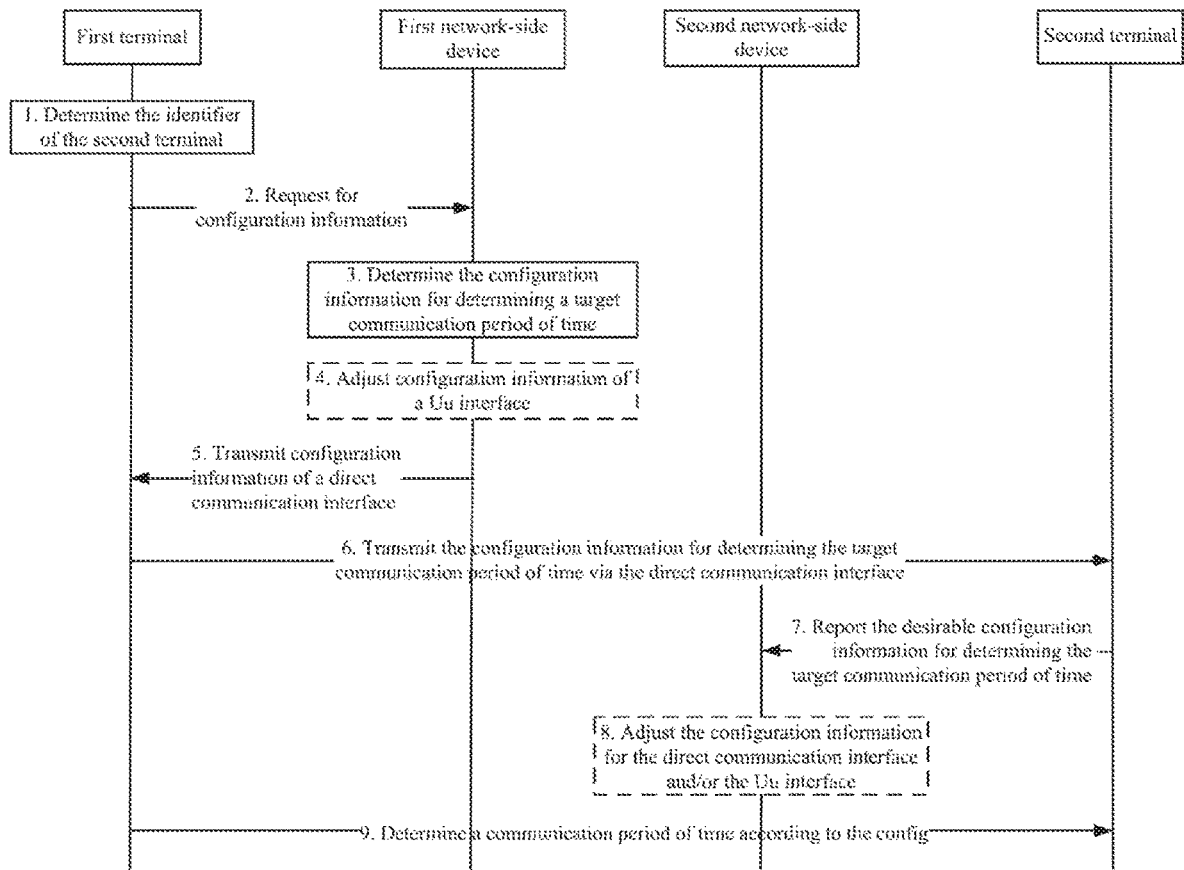 First terminal
First network-side
device
Second network-side
device
Second terminal
1. Determine the identifier
of the second terminal
2. Request for
configuration information
3. Determine the configuration
information for determining a target
communication period of time
4. Adjust configuration information of
a Uu interface
5. Transmit configuration
information of a direct
communication interface
6. Transmit the configuration information for determining the target
communication period of time via the direct communication interface
7. Report the desirable configuration
information for determining the
target communication period of time
8. Adjust the configuration information
for the direct communication interface
and/or the Uu interface
9. Determine a communication period of time according to the config